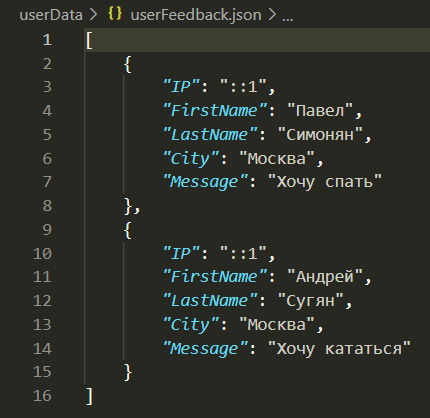 userData > {} userFeedback.json > ...
1 [
2 {
3 "IP": "::1",
4 "FirstName": "Павел",
5 "LastName": "Симонян",
6 "City": "Москва",
7 "Message": "Хочу спать"
8 },
9 {
10 "IP": "::1",
11 "FirstName": "Андрей",
12 "LastName": "Сугян",
13 "City": "Москва",
14 "Message": "Хочу кататься"
15 }
16 ]